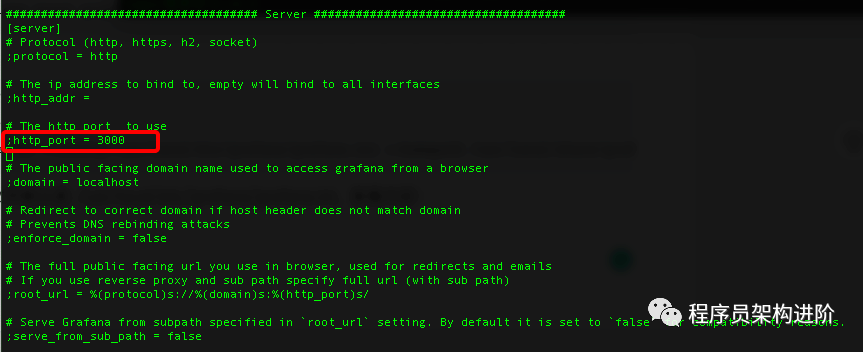 #################################### Server ####################################
[server]
# Protocol (http, https, h2, socket)
;protocol = http
# The ip address to bind to, empty will bind to all interfaces
;http_addr =
# The http port  to use
;http_port = 3000
# The public facing domain name used to access grafana from a browser
;domain = localhost
# Redirect to correct domain if host header does not match domain
# Prevents DNS rebinding attacks
;enforce_domain = false
# The full public facing url you use in browser, used for redirects and emails
# If you use reverse proxy and sub path specify full url (with sub path)
;root_url = %(protocol)s://%(domain)s:%(http_port)s/
# Serve Grafana from subpath specified in `root_url` setting. By default it is set to `false` compatibility reasons.
;serve_from_sub_path = false
程序员架构进阶